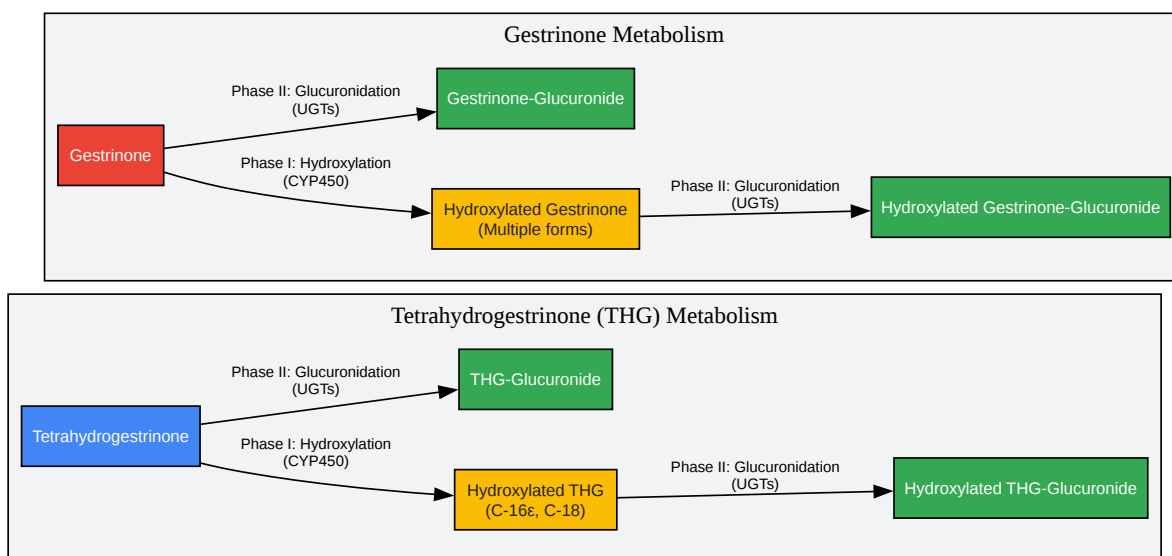 Gestrinone Metabolism
Phase II: Glucuronidation
(UGTs)
Gestrinone-Glucuronide
Gestrinone
Phase I: Hydroxylation
(CYP450)
Hydroxylated Gestrinone
(Multiple forms)
Phase II: Glucuronidation
(UGTs)
Hydroxylated Gestrinone-Glucuronide
Tetrahydrogestrinone (THG) Metabolism
Phase II: Glucuronidation
(UGTs)
THG-Glucuronide
Tetrahydrogestrinone
Phase I: Hydroxylation
(CYP450)
Hydroxylated THG
(C-16ε, C-18)
Phase II: Glucuronidation
(UGTs)
Hydroxylated THG-Glucuronide